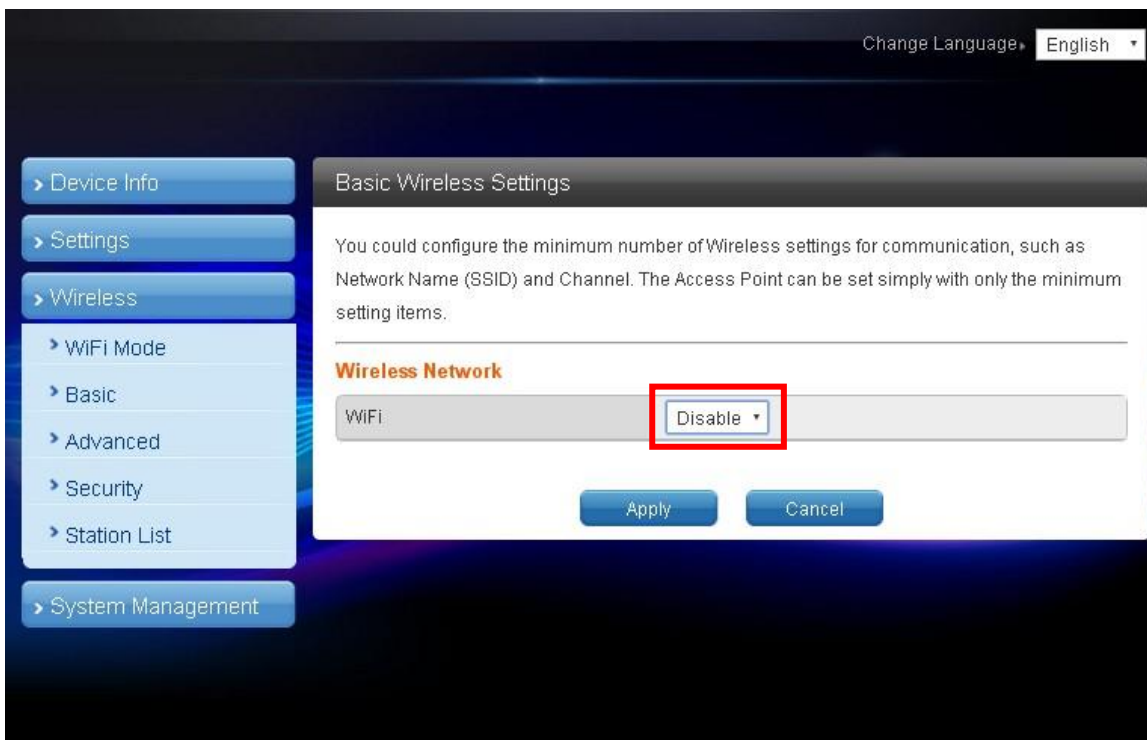 Change Language
English
Device Info
Settings
Wireless
WiFi Mode
Basic
Advanced
Security
Station List
System Management
Basic Wireless Settings
You could configure the minimum number of Wireless settings for communication, such as
Network Name (SSID) and Channel. The Access Point can be set simply with only the minimum
setting items.
Wireless Network
WiFi
Disable
Apply
Cancel